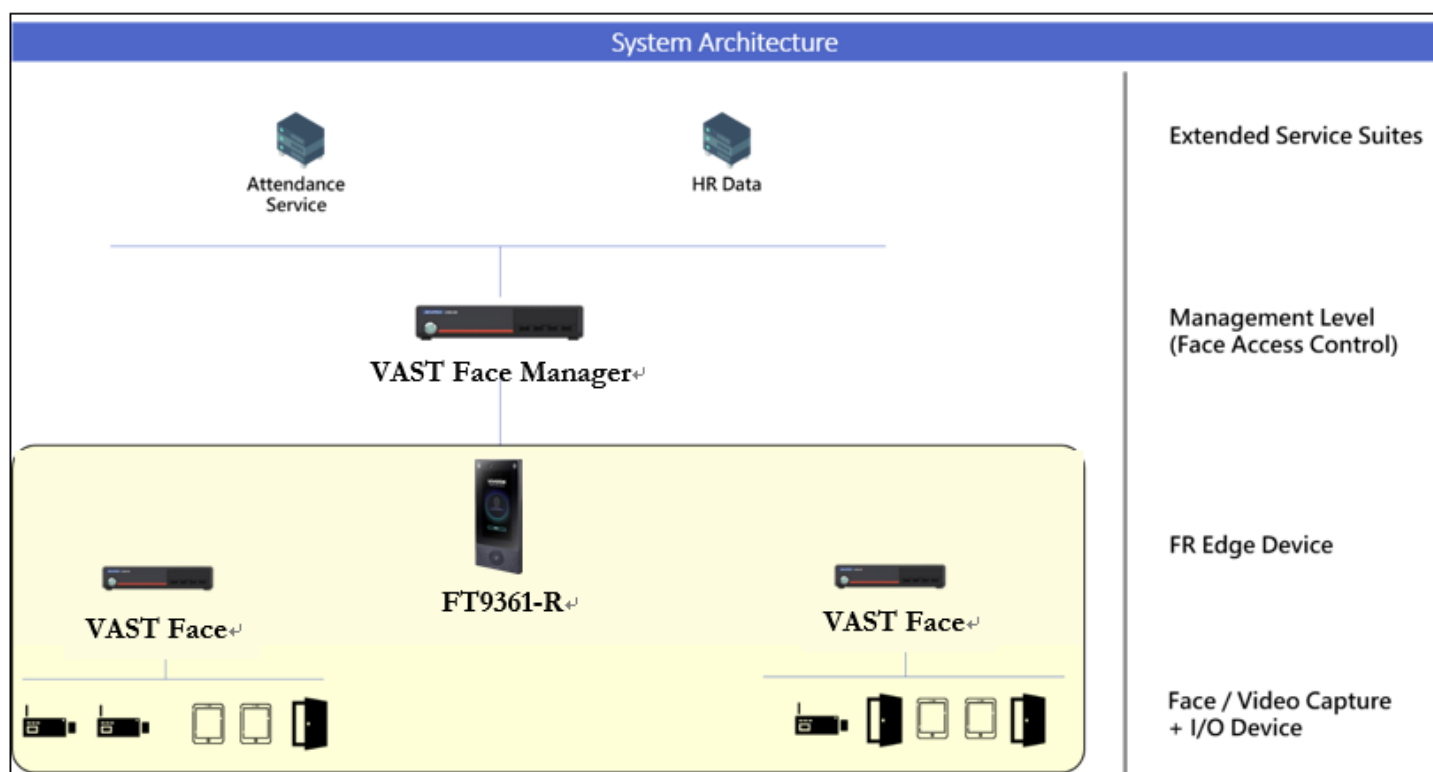 System Architecture
Attendance
Service
HR Data
Extended Service Suites
VAST Face Manager↵
Management Level
(Face Access Control)
FT9361-R↵
VAST Face↵
VAST Face↵
FR Edge Device
Face / Video Capture
+ I/O Device